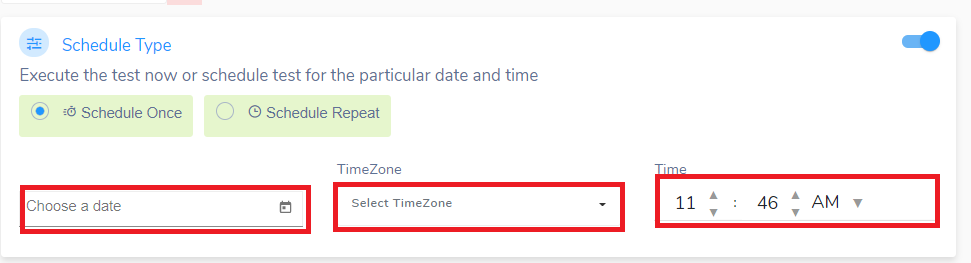 Schedule Type
Execute the test now or schedule test for the particular date and time
Schedule Once Schedule Repeat
TimeZone Time
Choose a date Select TimeZone 11 : 46 AM